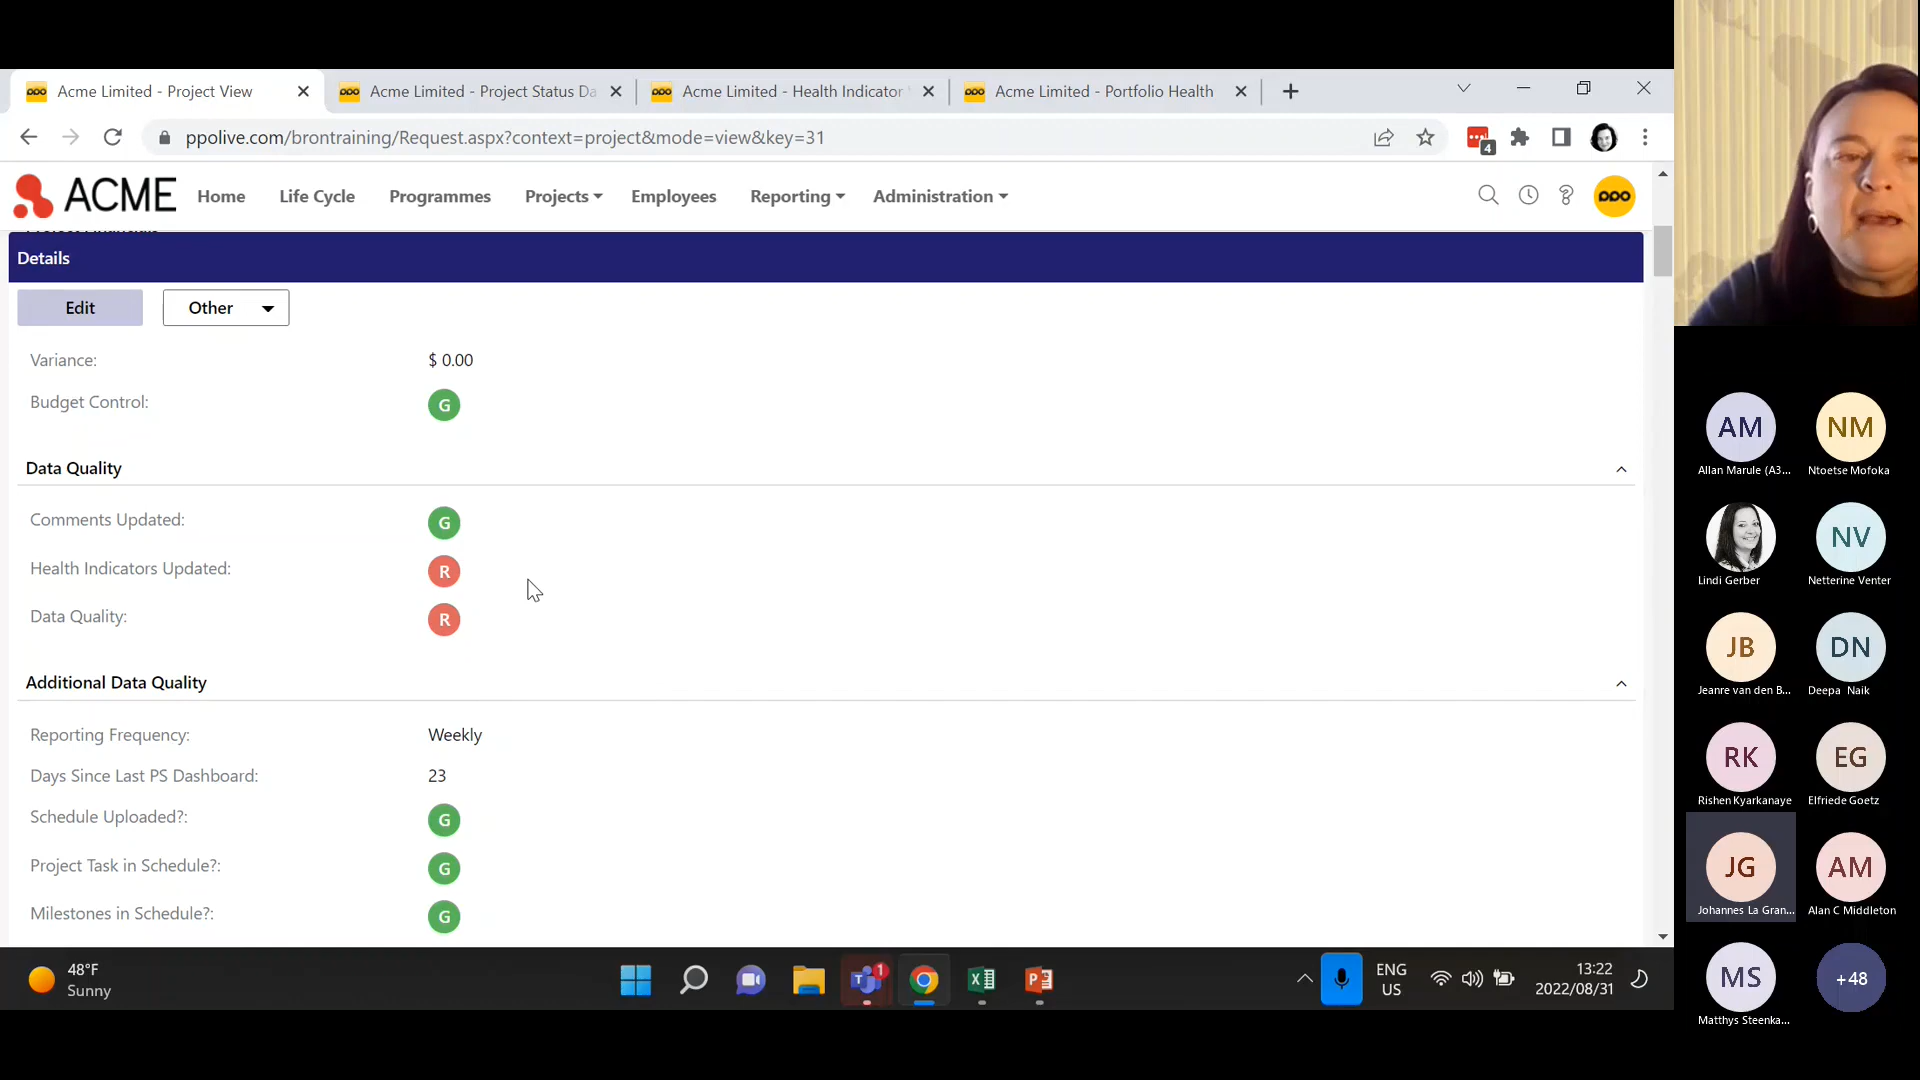 Acme Limited - Project View
Acme Limited - Project Status Da
Acme Limited - Health Indicator
Acme Limited - Portfolio Health
ppolive.com/brontraining/Request.aspx?context=project&mode=view&key=31
4
ACME
Home
Life Cycle
Programmes
Projects
Employees
Reporting
Administration
ppo
Details
Edit
Other
Variance:
$ 0.00
Budget Control:
G
Data Quality
Comments Updated:
G
Health Indicators Updated:
R
Data Quality:
R
Additional Data Quality
Reporting Frequency:
Weekly
Days Since Last PS Dashboard:
23
Schedule Uploaded?:
G
Project Task in Schedule?:
G
Milestones in Schedule?:
G
48°F
Sunny
1
ENG
US
13:22
2022/08/31
AM
Allan Marule (A3...
NM
Ntoetse Mofoka
Lindi Gerber
NV
Netterine Venter
JB
Jeanre van den B...
DN
Deepa Naik
RK
Rishen Kyarkanaye
EG
Elfriede Goetz
JG
Johannes La Gran...
AM
Alan C Middleton
MS
Matthys Steenka...
+48